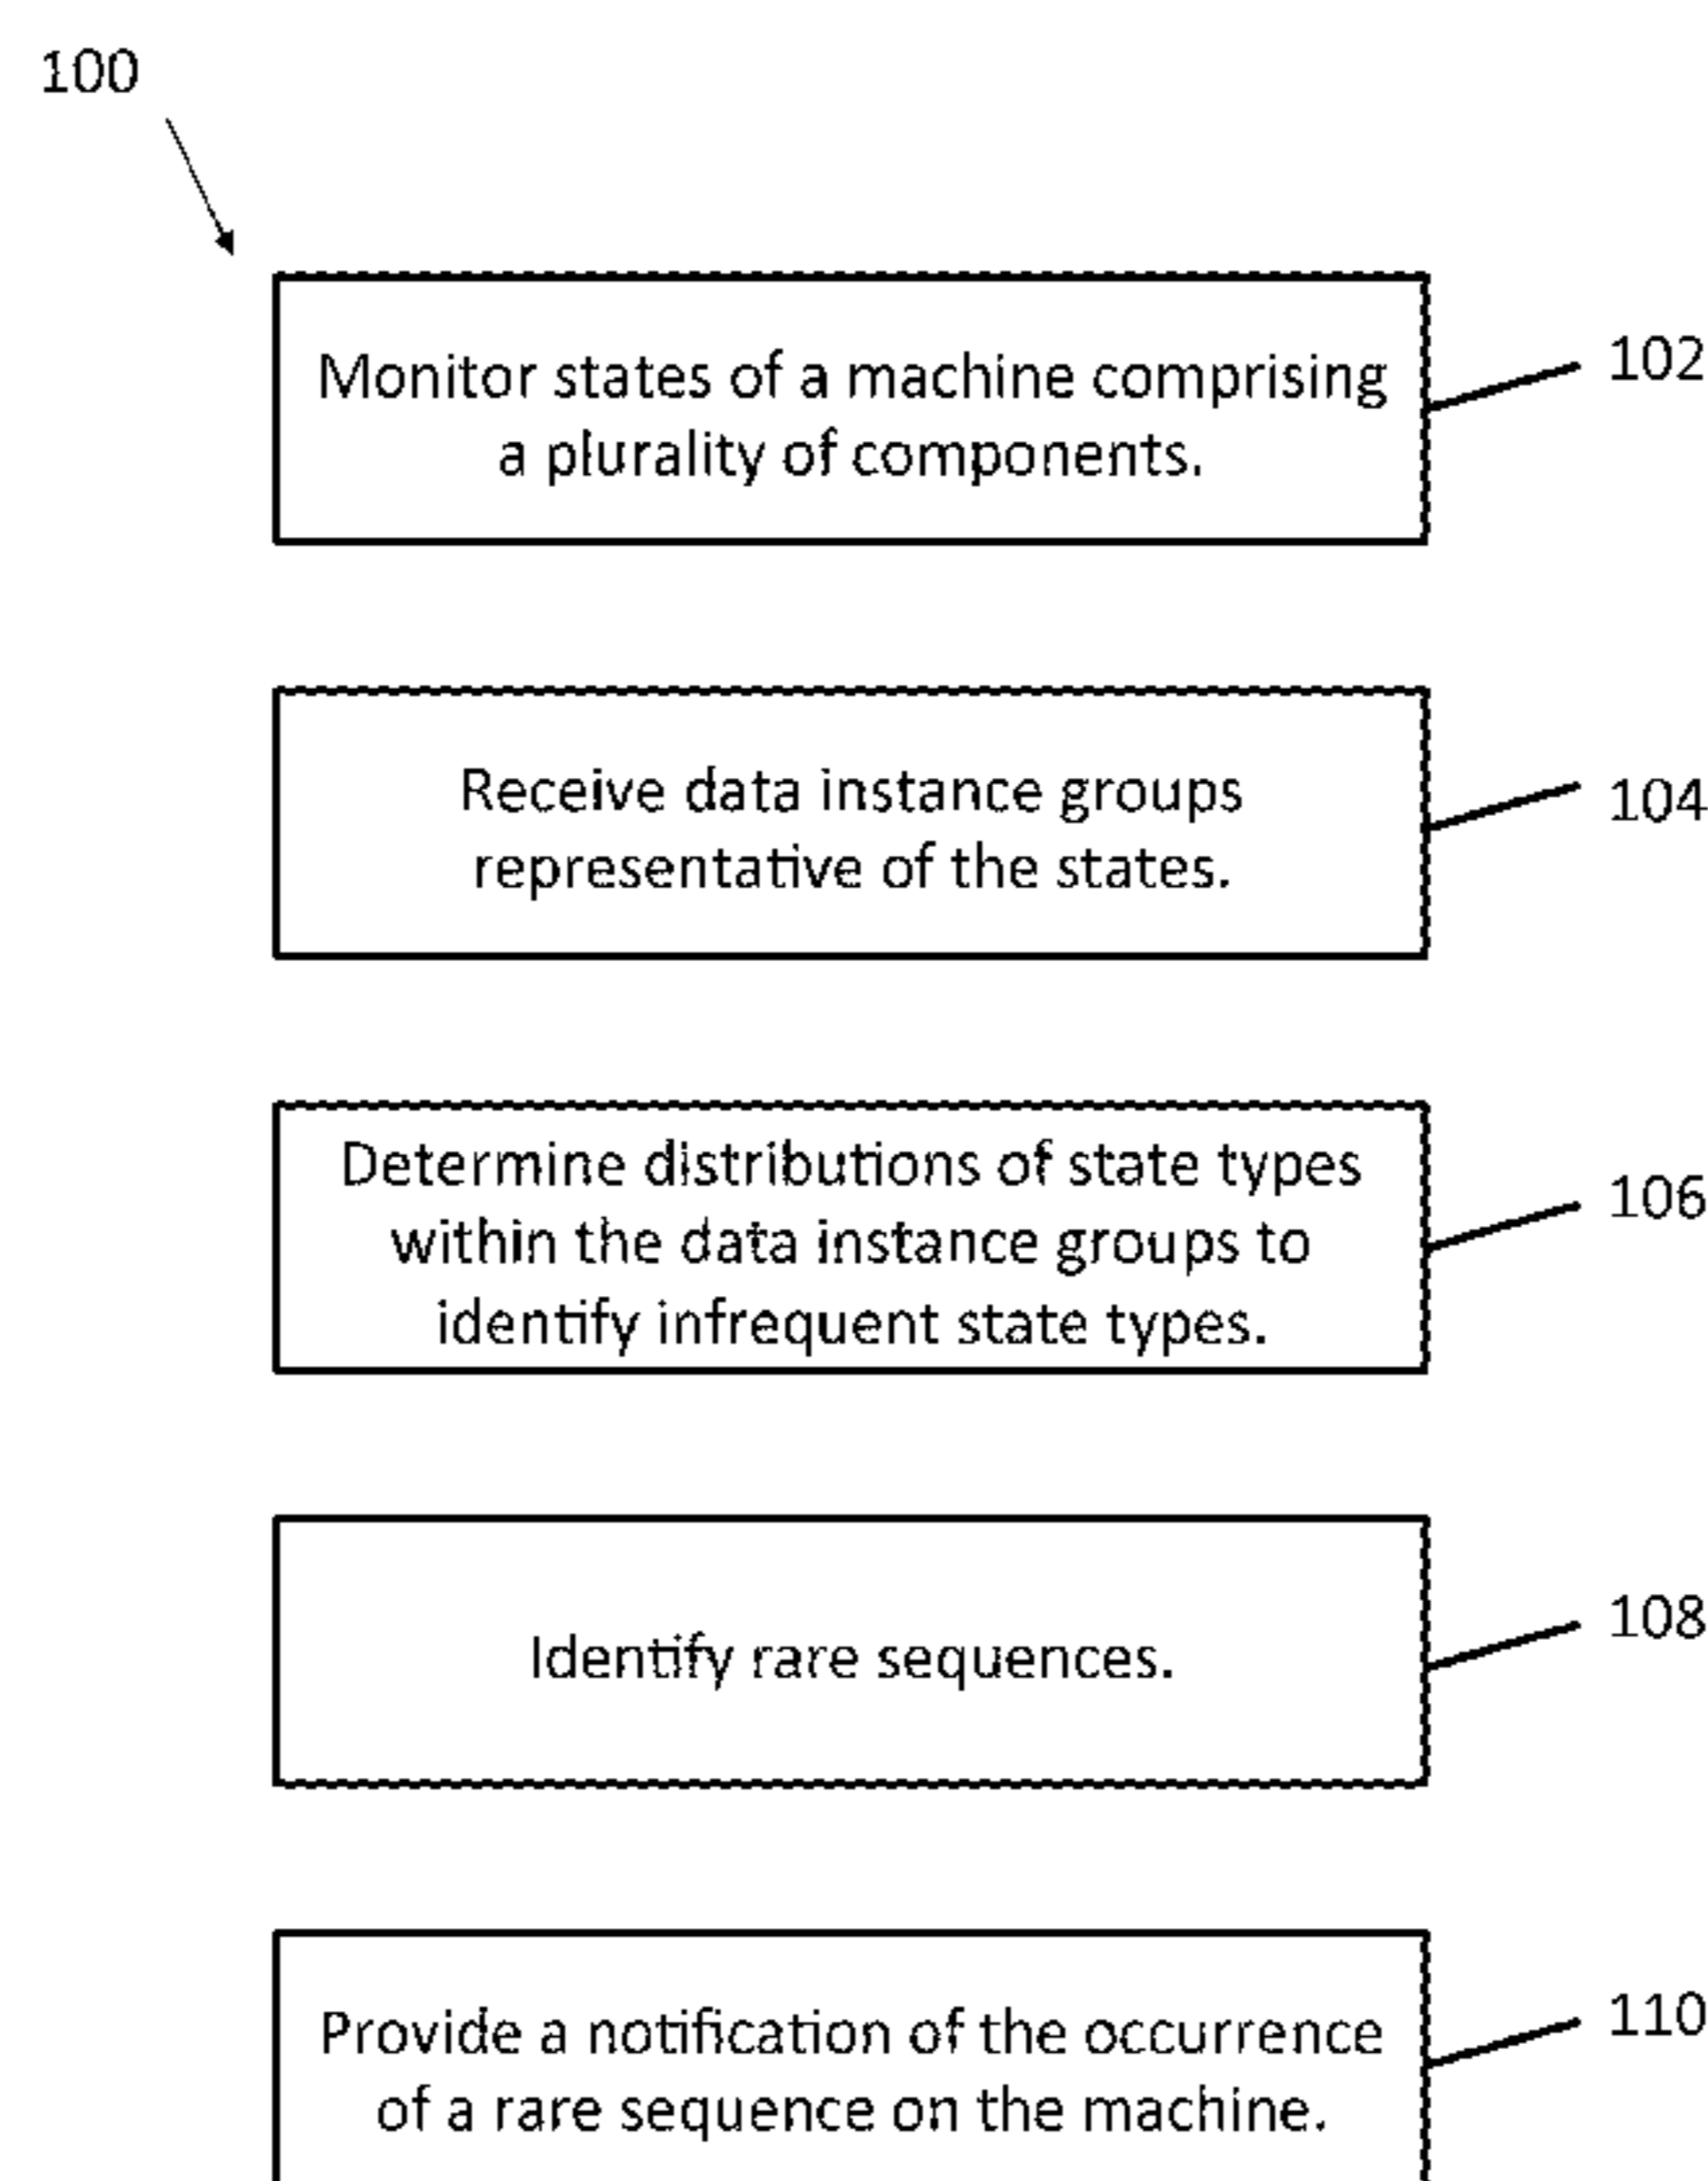 100
Monitor states of a machine comprising
a plurality of components.
102
Receive data instance groups
representative of the states.
104
Determine distributions of state types
within the data instance groups to
identify infrequent state types.
106
Identify rare sequences.
108
Provide a notification of the occurrence
of a rare sequence on the machine.
110